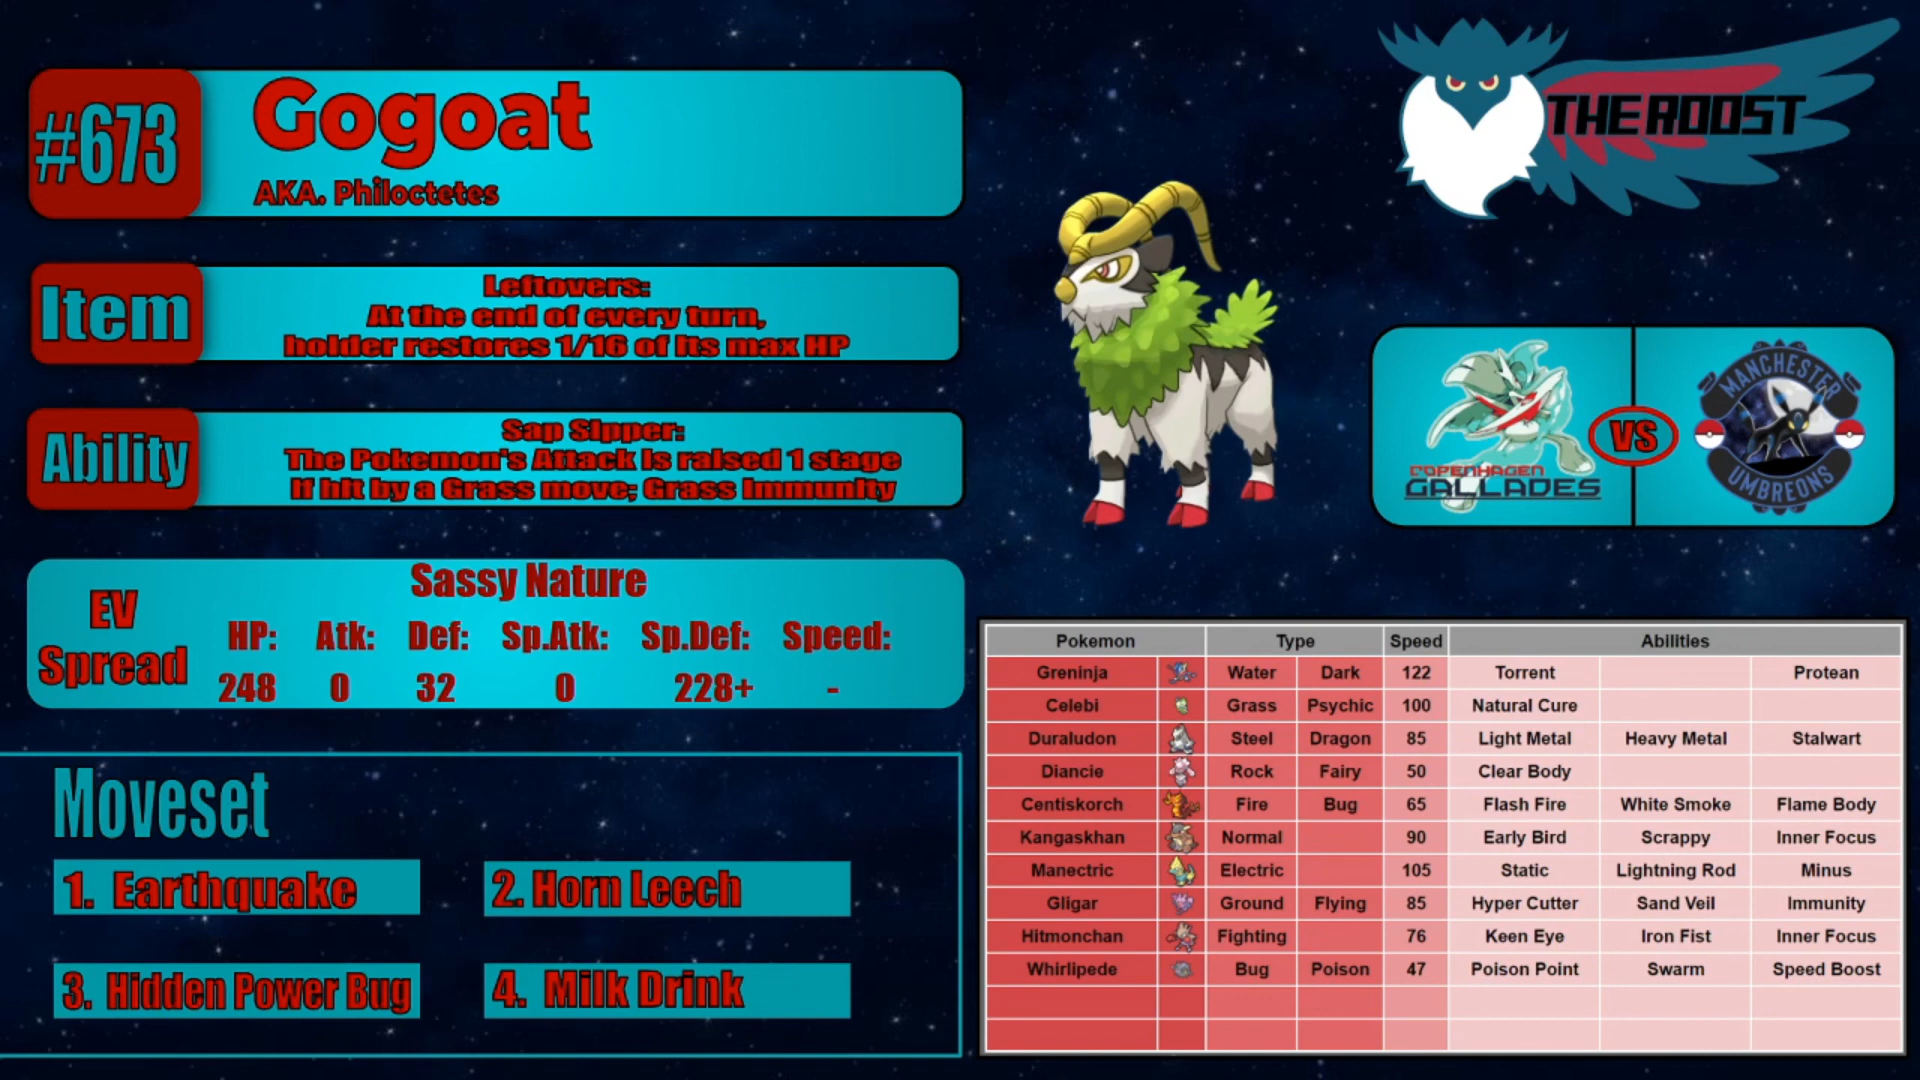 #673
Gogoat
AKA. Philoctetes
THE ROOST
Item
Leftovers:
At the end of every turn,
holder restores 1/16 of its max HP
Ability
Sap Sipper:
The Pokemon's Attack is raised 1 stage
if hit by a Grass move; Grass Immunity
COPENHAGEN
GALLADES
VS
MANCHESTER
UMBREONS
EV
Spread
Sassy Nature
HP: Atk: Def: Sp.Atk: Sp.Def: Speed:
248 0 32 0 228+ -
Moveset
1. Earthquake
2. Horn Leech
3. Hidden Power Bug
4. Milk Drink
Pokemon Type Speed Abilities
Greninja Water Dark 122 Torrent Protean
Celebi Grass Psychic 100 Natural Cure
Duraludon Steel Dragon 85 Light Metal Heavy Metal Stalwart
Diancie Rock Fairy 50 Clear Body
Centiskorch Fire Bug 65 Flash Fire White Smoke Flame Body
Kangaskhan Normal 90 Early Bird Scrappy Inner Focus
Manectric Electric 105 Static Lightning Rod Minus
Gligar Ground Flying 85 Hyper Cutter Sand Veil Immunity
Hitmonchan Fighting 76 Keen Eye Iron Fist Inner Focus
Whirlipede Bug Poison 47 Poison Point Swarm Speed Boost